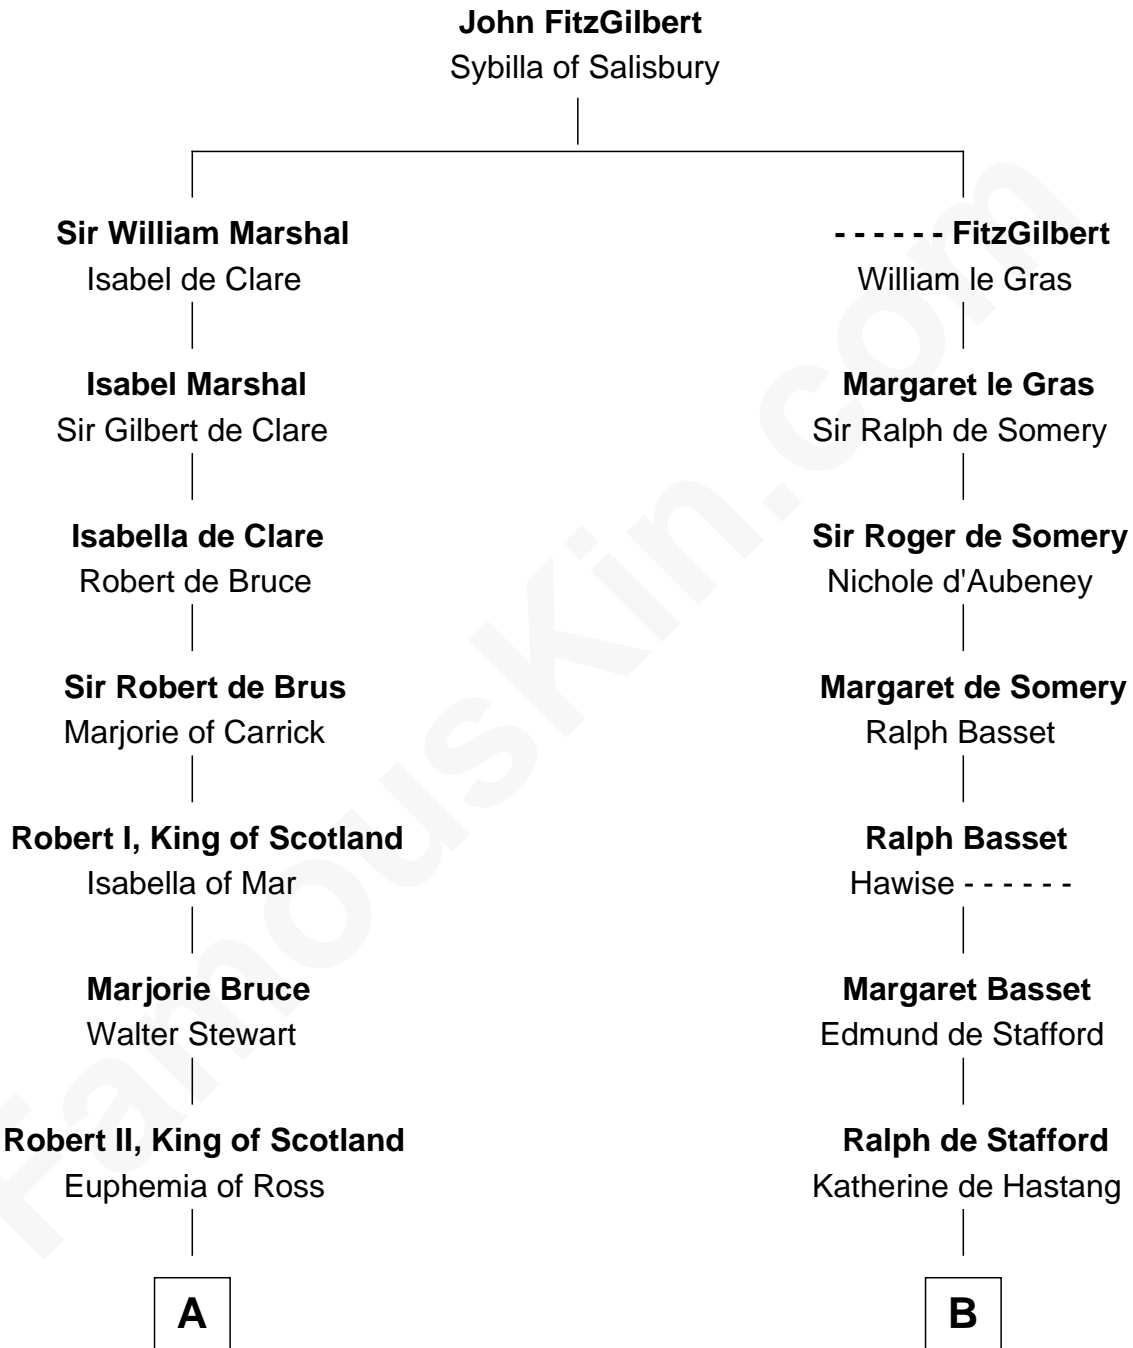 John FitzGilbert
Sybilla of Salisbury
Sir William Marshal
Isabel de Clare
- - - - - - FitzGilbert
William le Gras
Isabel Marshal
Sir Gilbert de Clare
Margaret le Gras
Sir Ralph de Somery
Isabella de Clare
Robert de Bruce
Sir Roger de Somery
Nichole d'Aubeney
Sir Robert de Brus
Marjorie of Carrick
Margaret de Somery
Ralph Basset
Robert I, King of Scotland
Isabella of Mar
Ralph Basset
Hawise - - - - - -
Marjorie Bruce
Walter Stewart
Margaret Basset
Edmund de Stafford
Robert II, King of Scotland
Euphemia of Ross
Ralph de Stafford
Katherine de Hastang
A
B
FamousKin.com